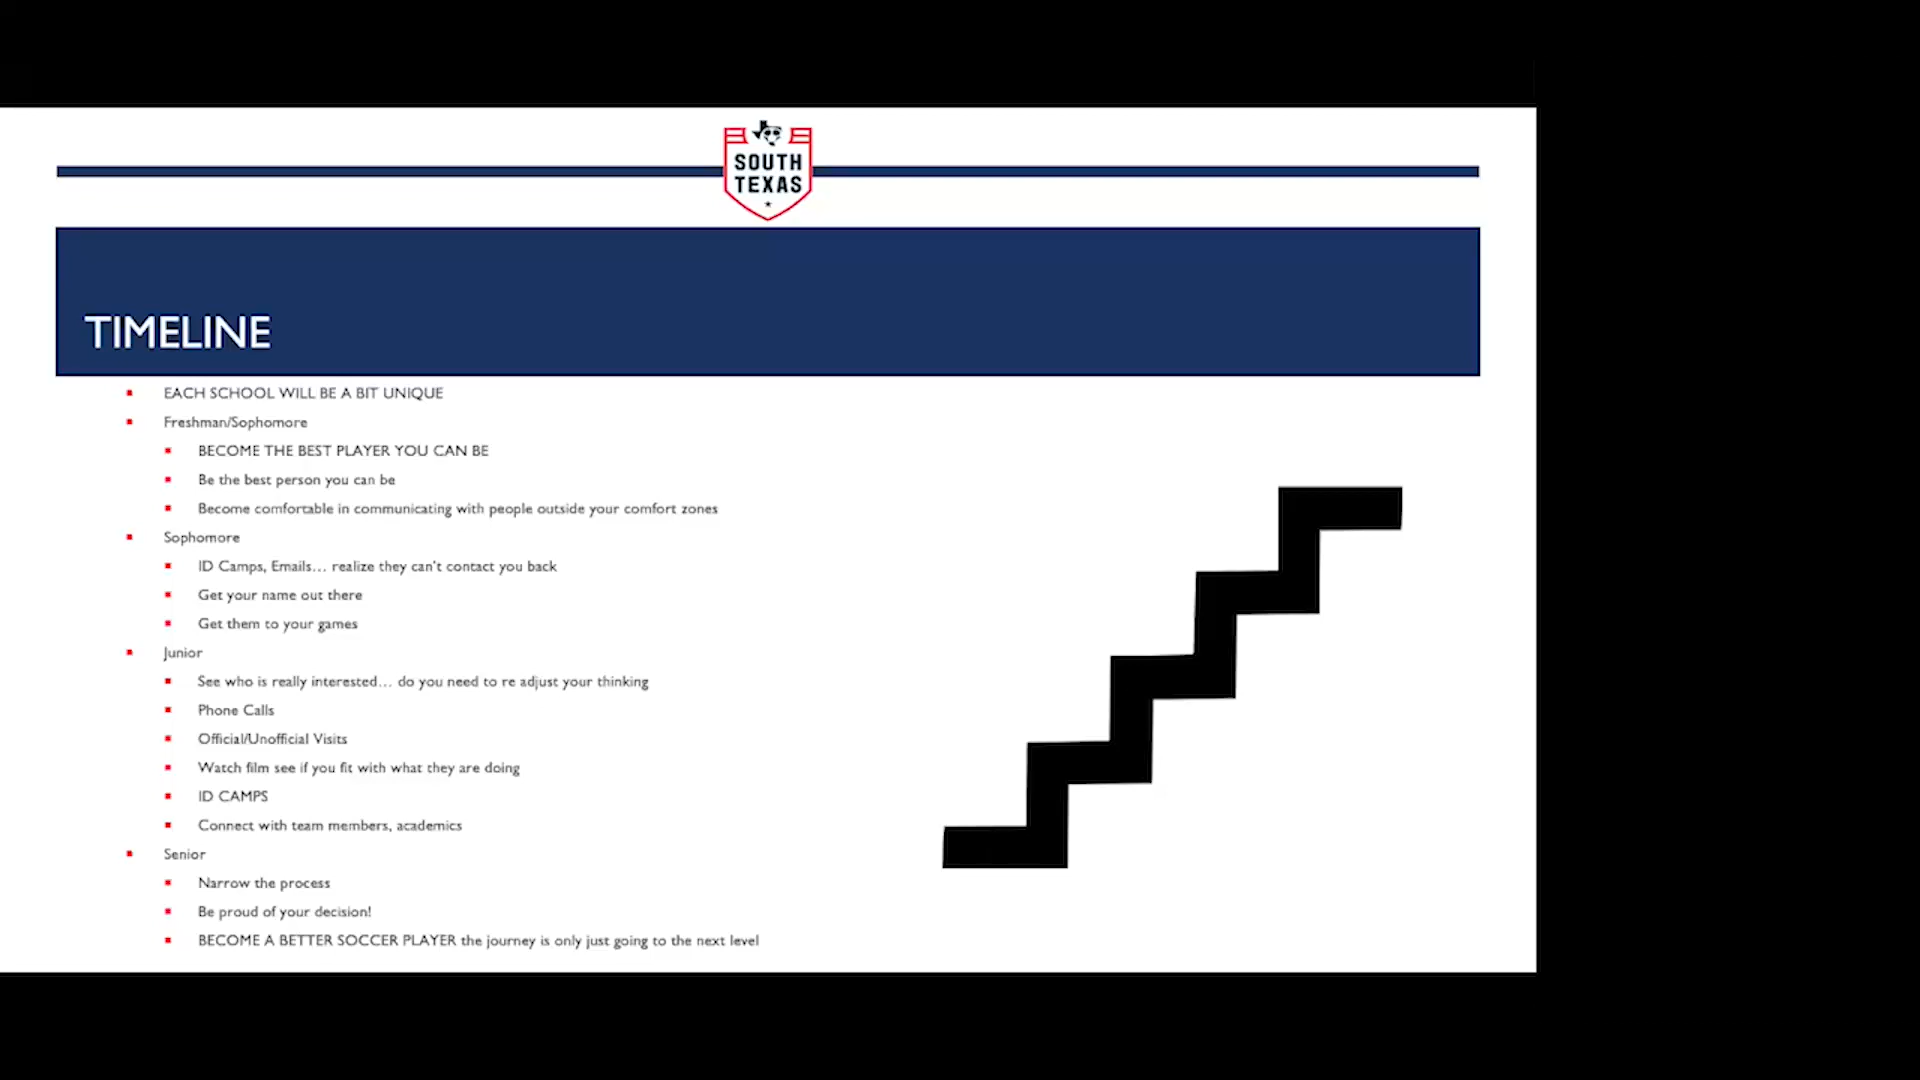 SOUTH
TEXAS
TIMELINE
EACH SCHOOL WILL BE A BIT UNIQUE
Freshman/Sophomore
BECOME THE BEST PLAYER YOU CAN BE
Be the best person you can be
Become comfortable in communicating with people outside your comfort zones
Sophomore
ID Camps, Emails… realize they can't contact you back
Get your name out there
Get them to your games
Junior
See who is really interested… do you need to re adjust your thinking
Phone Calls
Official/Unofficial Visits
Watch film see if you fit with what they are doing
ID CAMPS
Connect with team members, academics
Senior
Narrow the process
Be proud of your decision!
BECOME A BETTER SOCCER PLAYER the journey is only just going to the next level